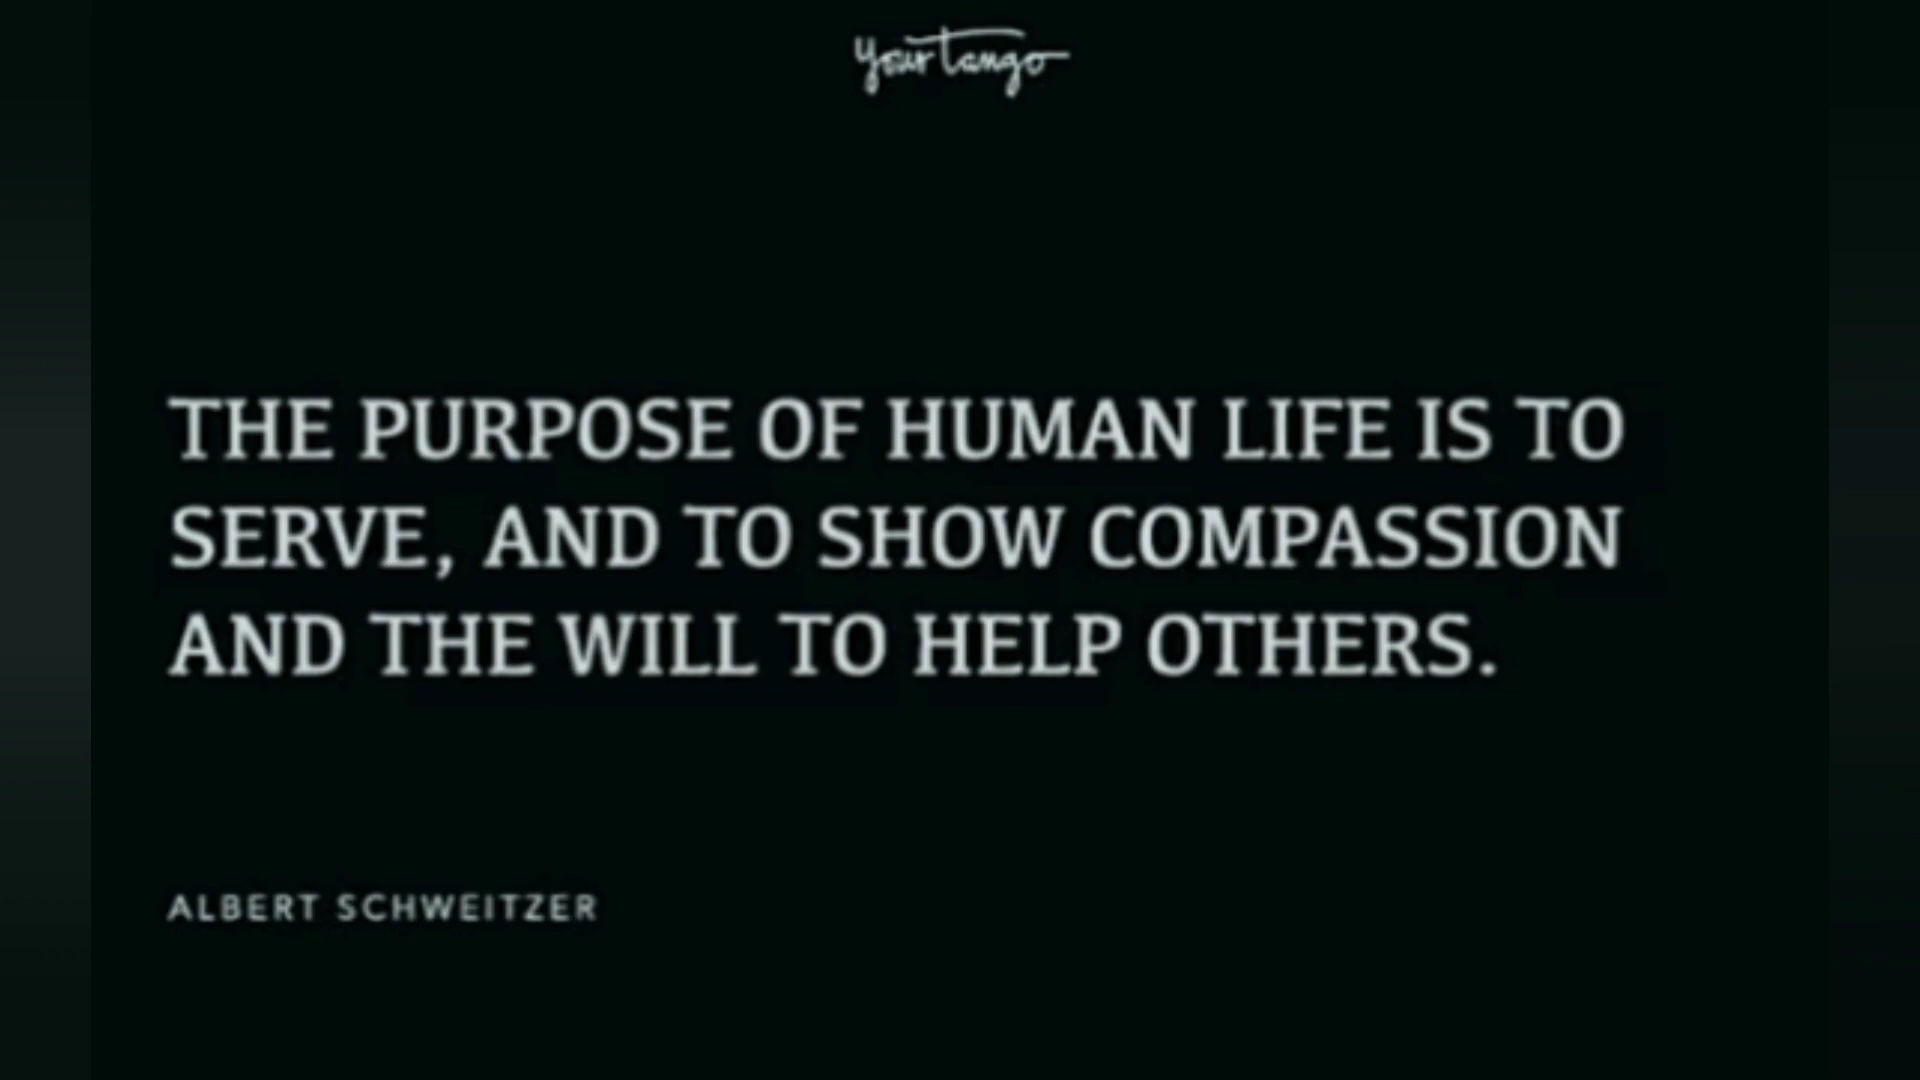 yourtango
THE PURPOSE OF HUMAN LIFE IS TO
SERVE, AND TO SHOW COMPASSION
AND THE WILL TO HELP OTHERS.
ALBERT SCHWEITZER